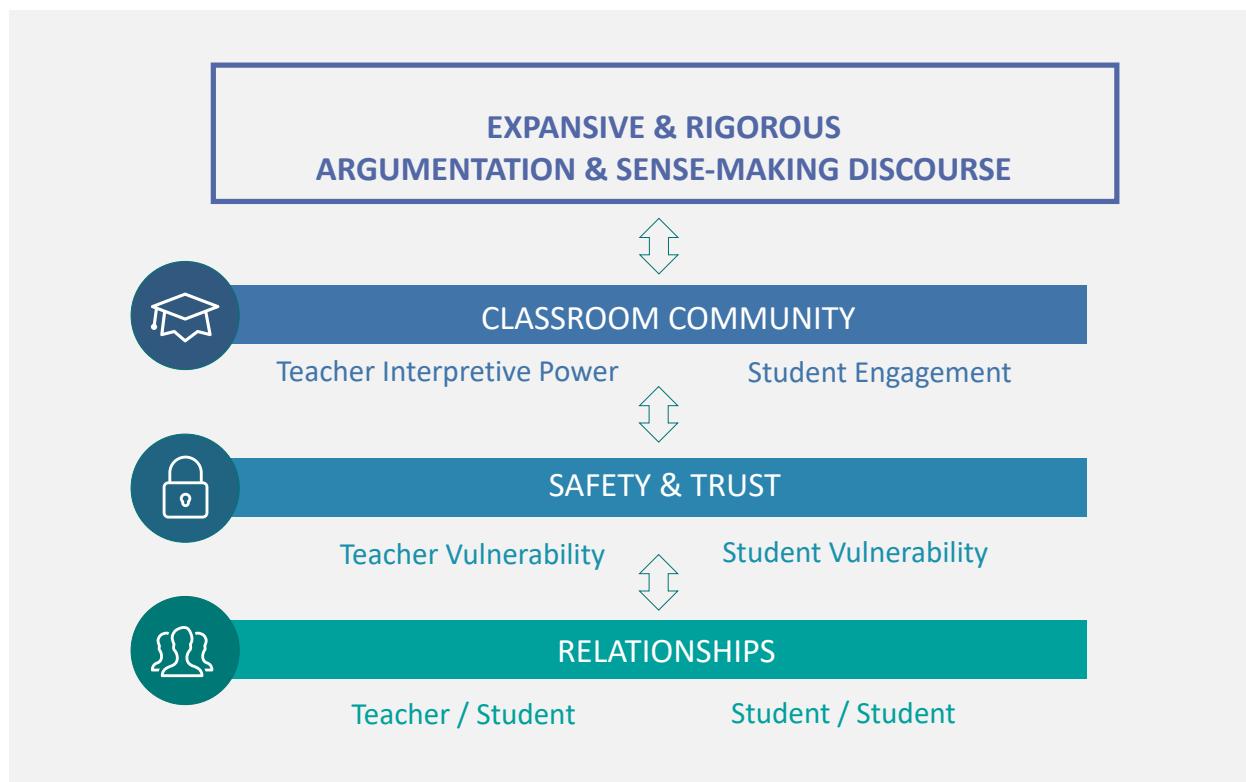 EXPANSIVE & RIGOROUS
ARGUMENTATION & SENSE-MAKING DISCOURSE
CLASSROOM COMMUNITY
Teacher Interpretive Power
Student Engagement
SAFETY & TRUST
Teacher Vulnerability
Student Vulnerability
RELATIONSHIPS
Teacher / Student
Student / Student